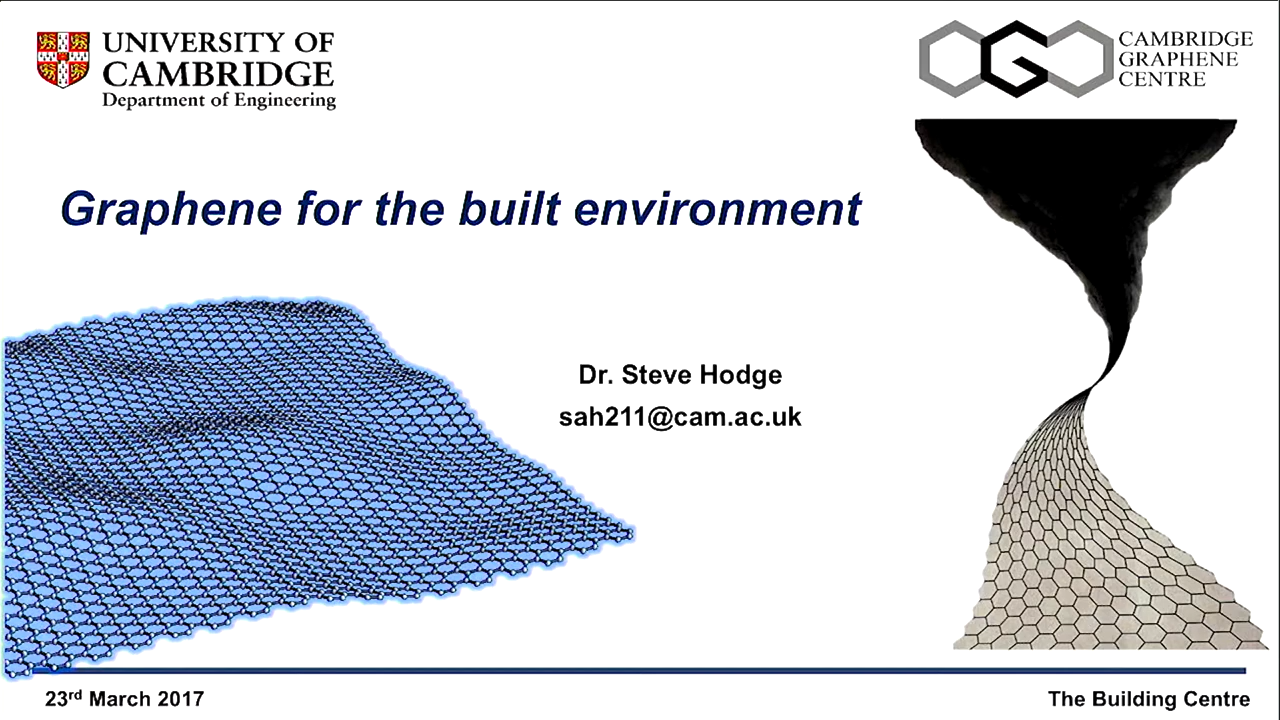 UNIVERSITY OF
CAMBRIDGE
Department of Engineering
CAMBRIDGE
GRAPHENE
CENTRE
Graphene for the built environment
Dr. Steve Hodge
sah211@cam.ac.uk
23rd March 2017
The Building Centre